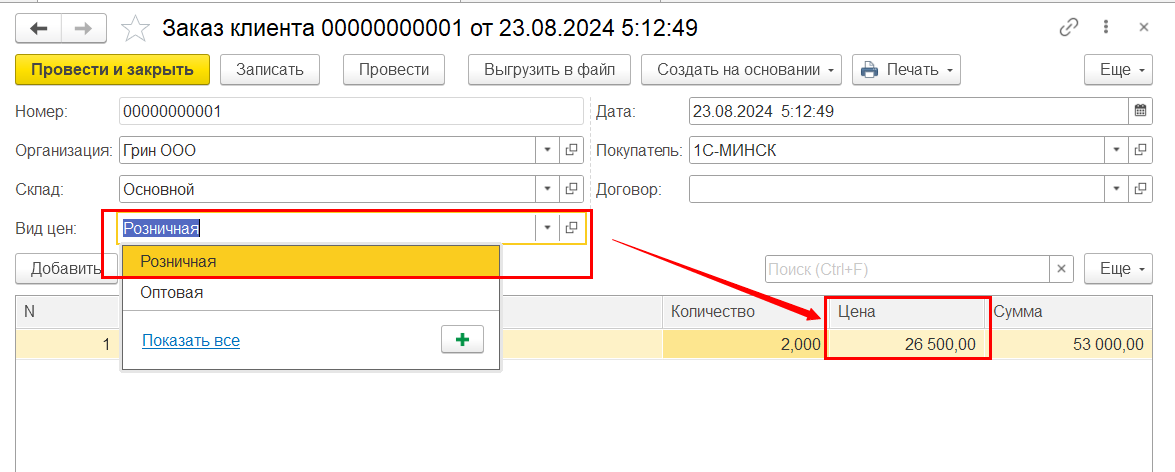 Заказ клиента 00000000001 от 23.08.2024 5:12:49
Провести и закрыть Записать Провести Выгрузить в файл Создать на основании Печать Еще
Номер: 00000000001 Дата: 23.08.2024 5:12:49
Организация: Грин ООО Покупатель: 1С-МИНСК
Склад: Основной Договор:
Вид цен: Розничная
Добавить Розничная Поиск (Ctrl+F) Еще
Оптовая
N Количество Цена Сумма
Показать все
1 2,000 26 500,00 53 000,00